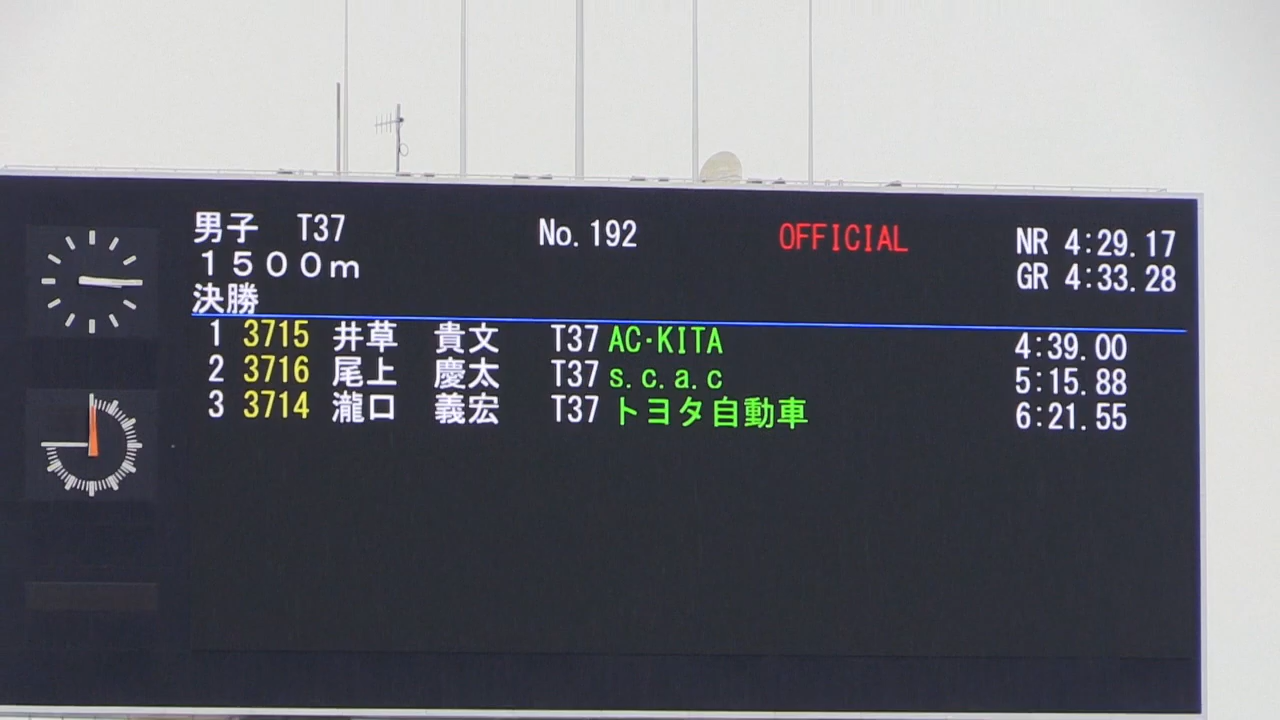 男子 T37 No.192 OFFICIAL NR 4:29.17
1500m GR 4:33.28
決勝
1 3715 井草 貴文 T37 AC·KITA 4:39.00
2 3716 尾上 慶太 T37 s.c.a.c 5:15.88
3 3714 瀧口 義宏 T37 トヨタ自動車 6:21.55